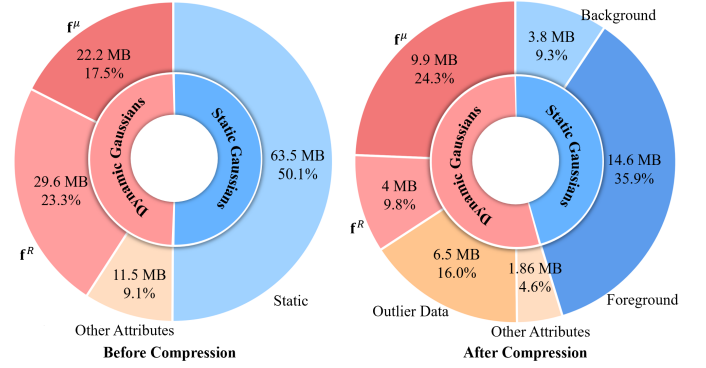 f^μ
22.2 MB
17.5%
29.6 MB
23.3%
f^R
11.5 MB
9.1%
Other Attributes
63.5 MB
50.1%
Static
Dynamic Gaussians
Static Gaussians
Before Compression
Background
f^μ
9.9 MB
24.3%
3.8 MB
9.3%
4 MB
9.8%
f^R
14.6 MB
35.9%
6.5 MB
16.0%
1.86 MB
4.6%
Outlier Data
Foreground
Other Attributes
Dynamic Gaussians
Static Gaussians
After Compression